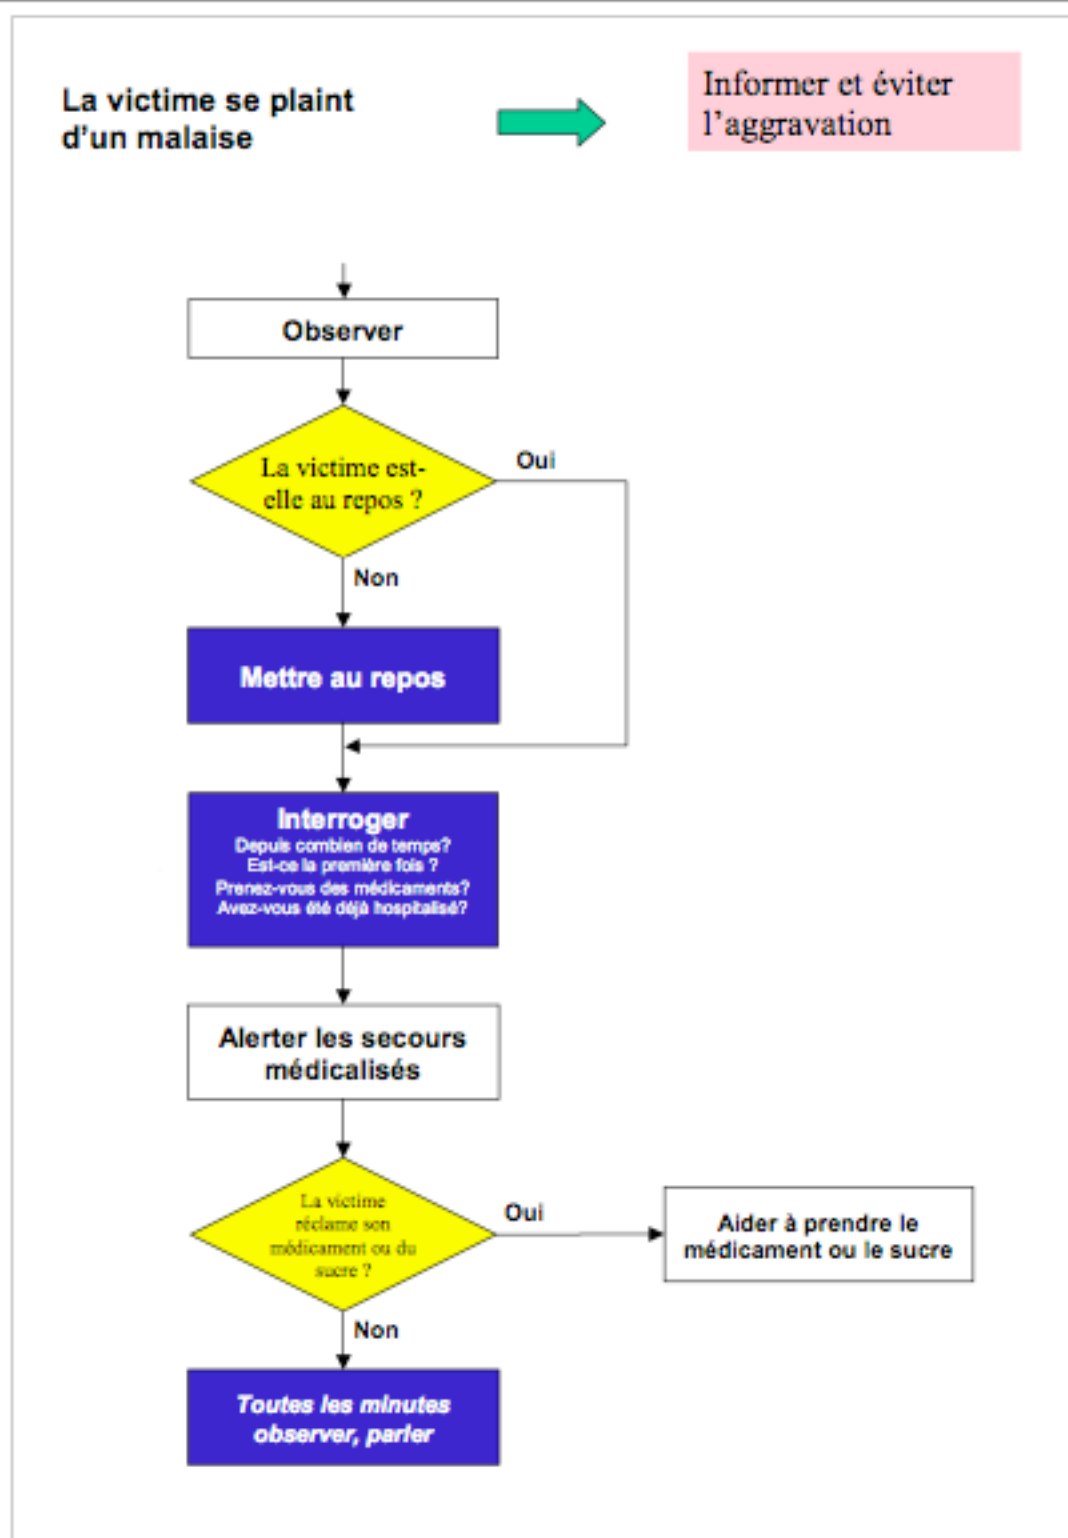 La victime se plaint
d'un malaise
Informer et éviter
l'aggravation
Observer
La victime est-
elle au repos ?
Oui
Non
Mettre au repos
Interroger
Depuis combien de temps?
Est-ce la première fois ?
Prenez-vous des médicaments?
Avez-vous été déjà hospitalisé?
Alerter les secours
médicalisés
La victime
réclame son
médicament ou du
sucre ?
Oui
Aider à prendre le
médicament ou le sucre
Non
Toutes les minutes
observer, parler